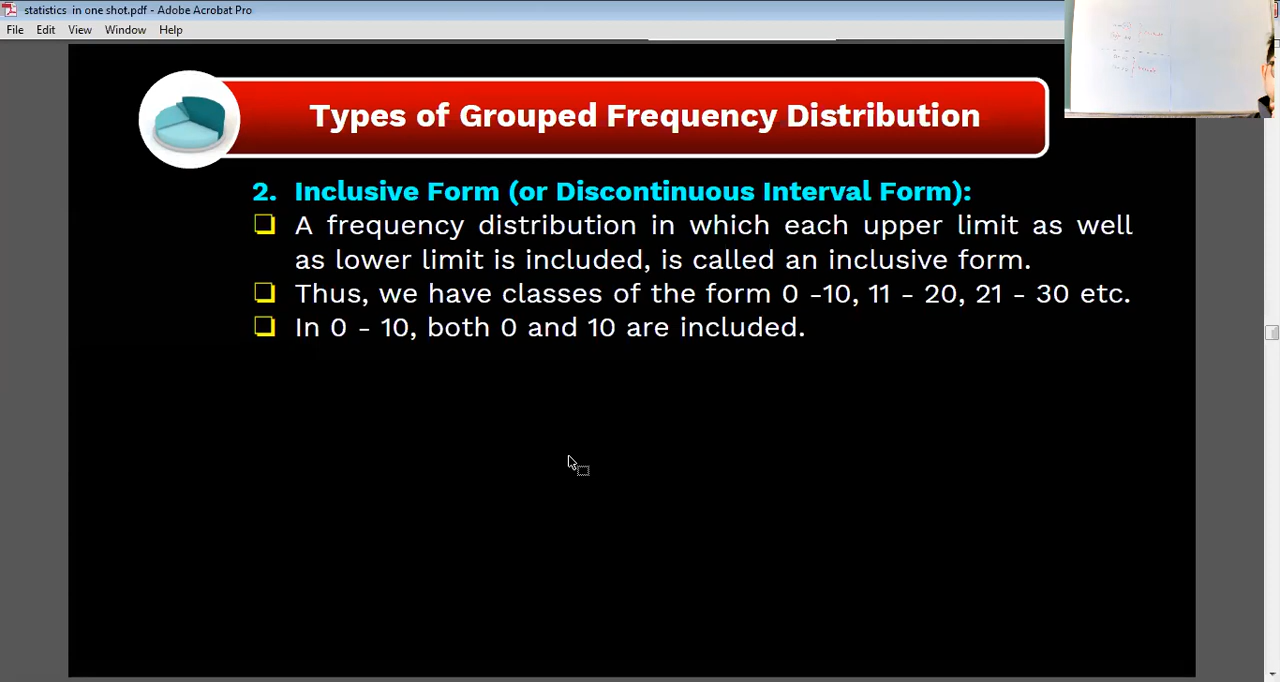 statistics in one shot.pdf - Adobe Acrobat Pro
File Edit View Window Help
Types of Grouped Frequency Distribution
2. Inclusive Form (or Discontinuous Interval Form):
❑ A frequency distribution in which each upper limit as well
as lower limit is included, is called an inclusive form.
❑ Thus, we have classes of the form 0 -10, 11 - 20, 21 - 30 etc.
❑ In 0 - 10, both 0 and 10 are included.